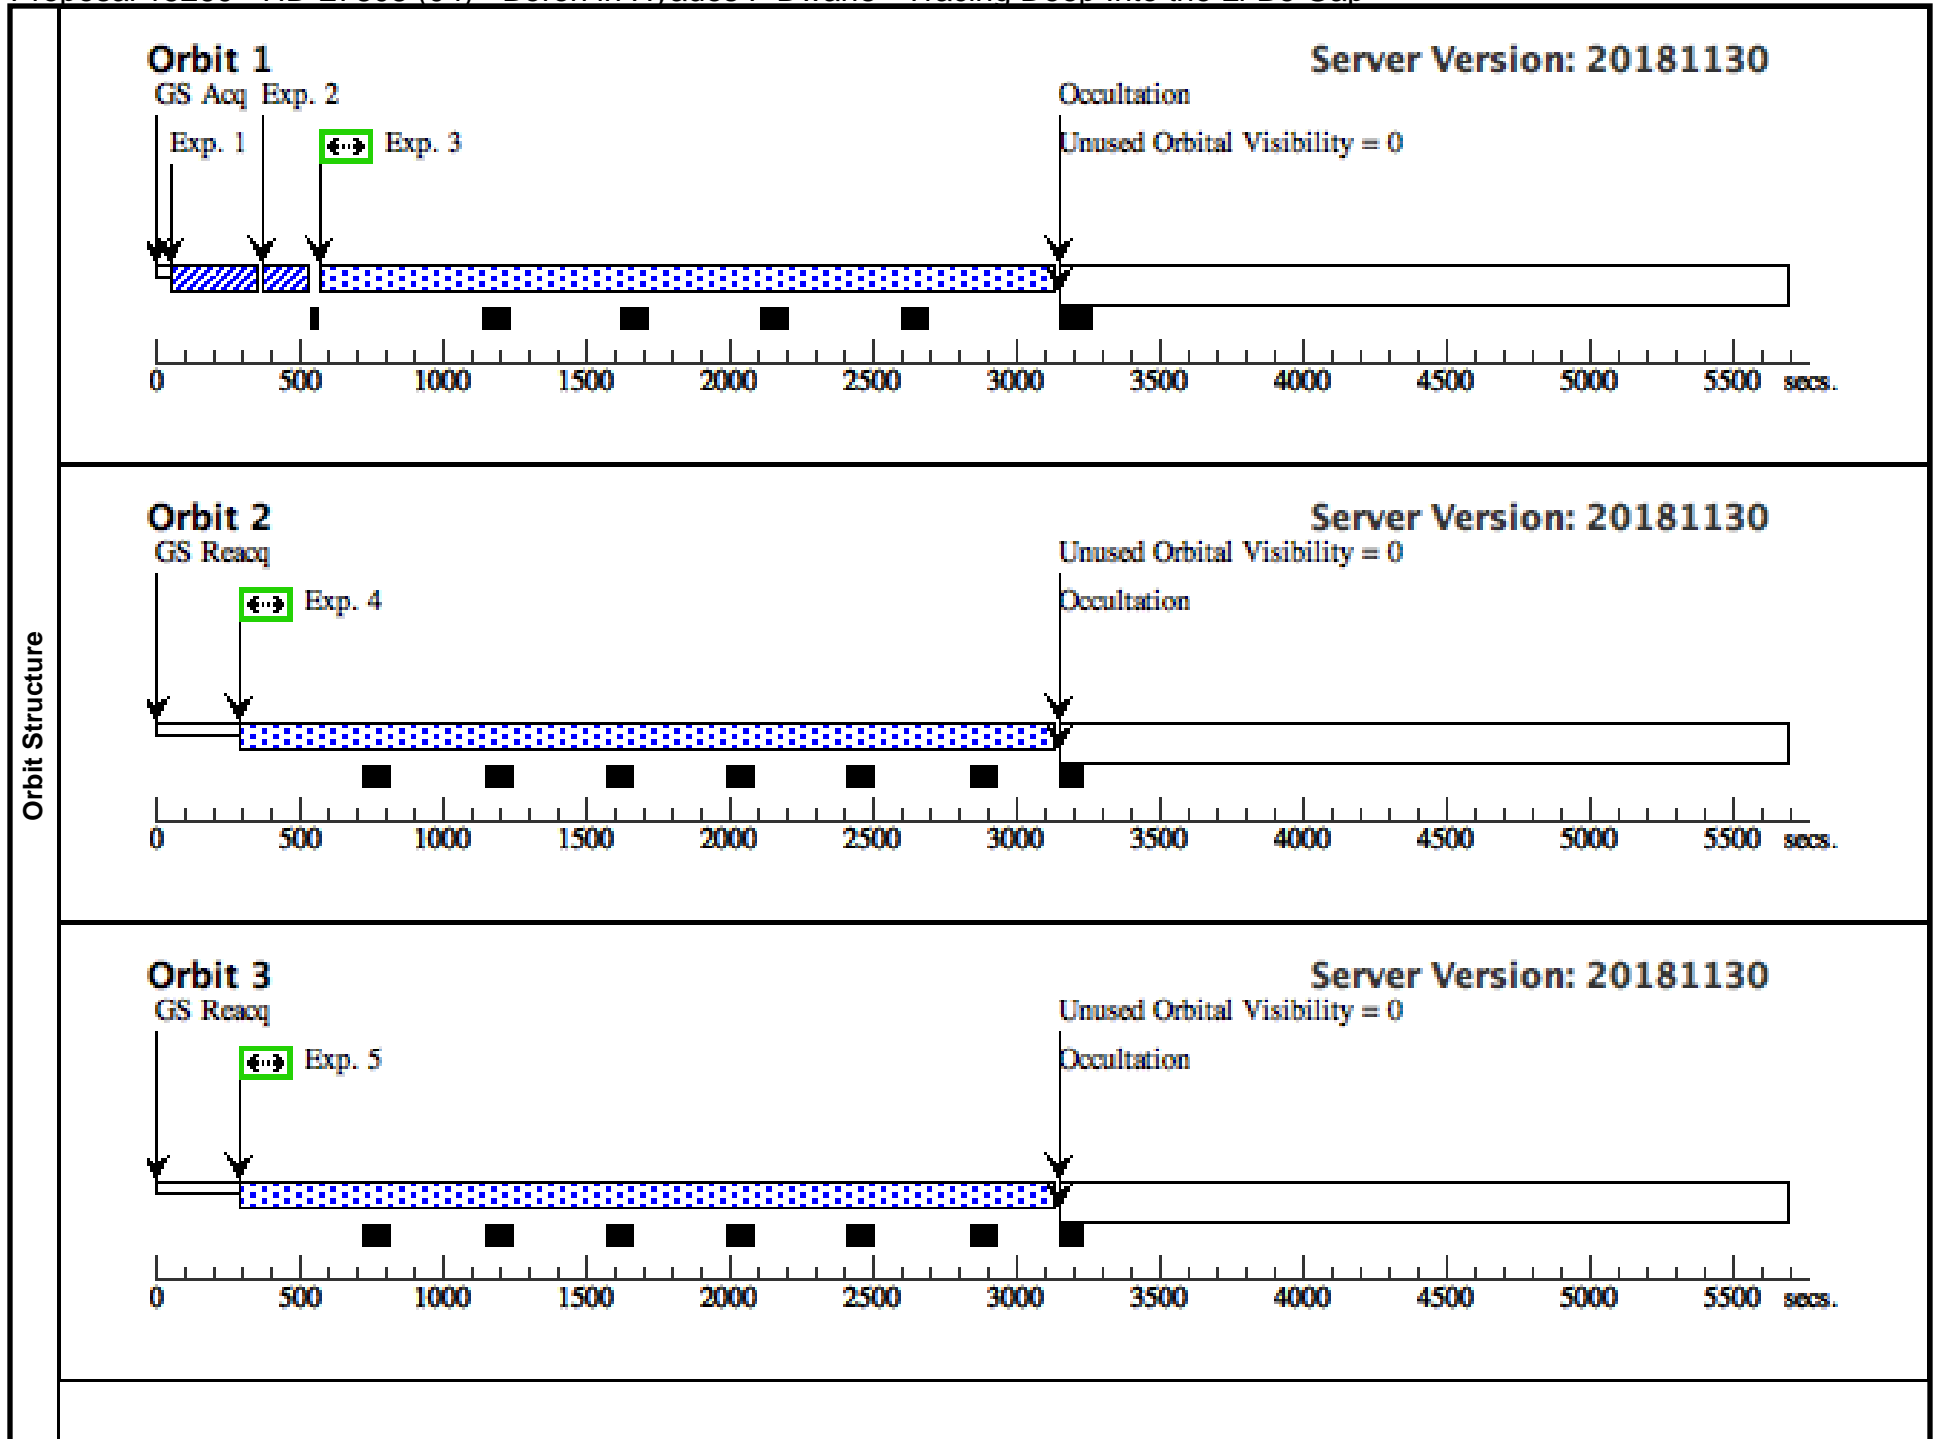 Orbit 1 Server Version: 20181130
GS Acq Exp. 2 Occultation
Exp. 1 Exp. 3 Unused Orbital Visibility = 0
0 500 1000 1500 2000 2500 3000 3500 4000 4500 5000 5500 secs.
Orbit Structure
Orbit 2 Server Version: 20181130
GS Reacq Unused Orbital Visibility = 0
Exp. 4 Occultation
0 500 1000 1500 2000 2500 3000 3500 4000 4500 5000 5500 secs.
Orbit 3 Server Version: 20181130
GS Reacq Unused Orbital Visibility = 0
Exp. 5 Occultation
0 500 1000 1500 2000 2500 3000 3500 4000 4500 5000 5500 secs.